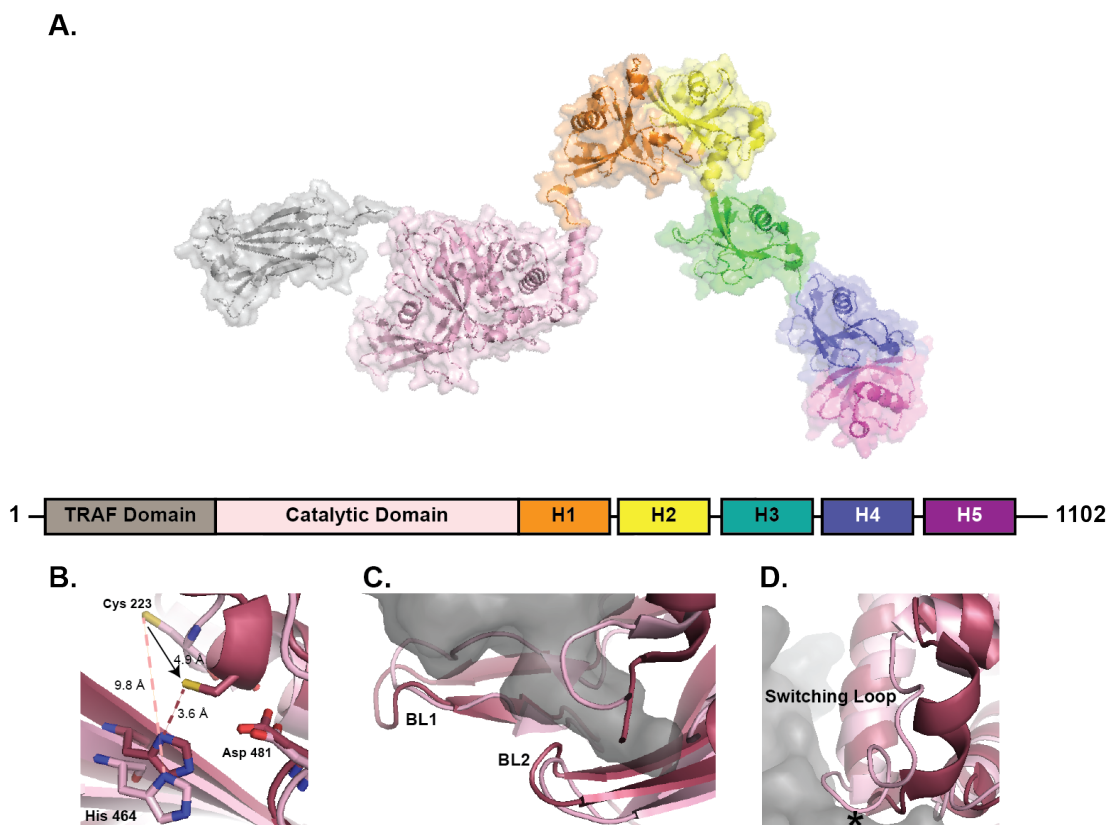 A.
1 TRAF Domain Catalytic Domain H1 H2 H3 H4 H5 1102
B.
Cys 223
4.9 Å
9.8 Å
3.6 Å
Asp 481
His 464
C.
BL1
BL2
D.
Switching Loop
*